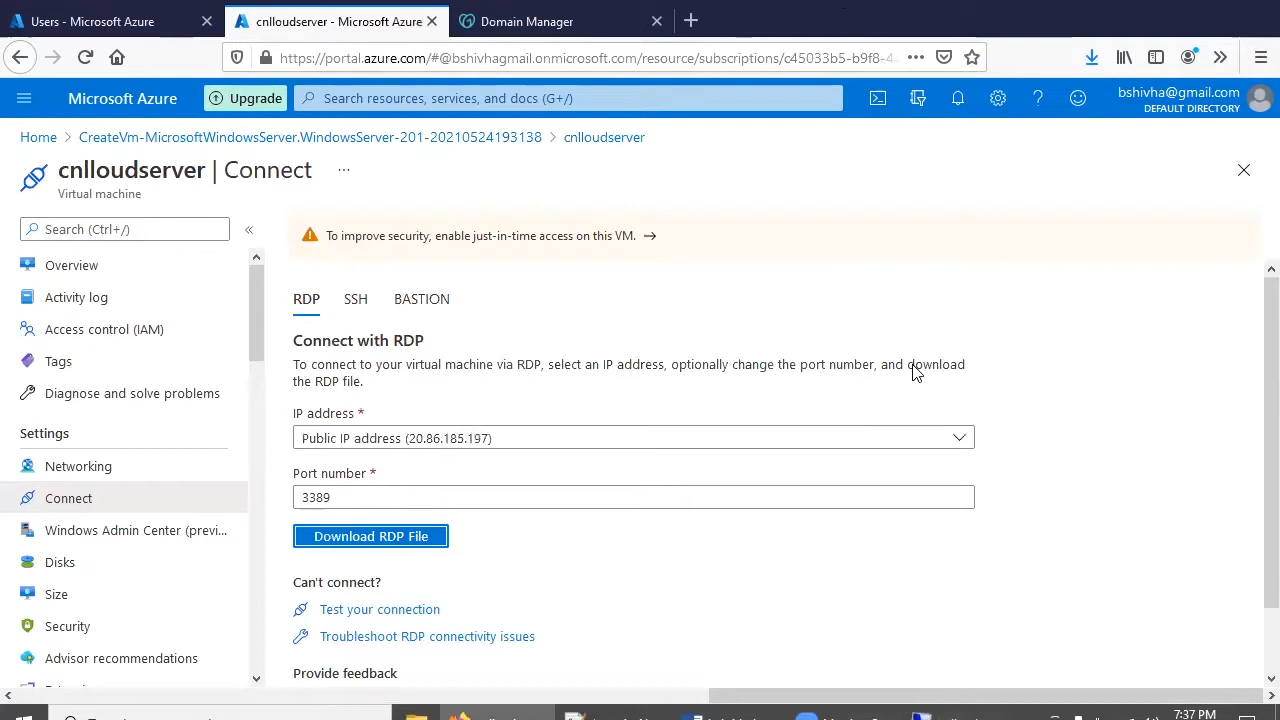 Users - Microsoft Azure
cnlloudserver - Microsoft Azure
Domain Manager
https://portal.azure.com/#@bshivhagmail.onmicrosoft.com/resource/subscriptions/c45033b5-b9f8-4
Microsoft Azure
Upgrade
Search resources, services, and docs (G+/)
bshivha@gmail.com
DEFAULT DIRECTORY
Home > CreateVm-MicrosoftWindowsServer.WindowsServer-201-20210524193138 > cnlloudserver
cnlloudserver | Connect ...
Virtual machine
Search (Ctrl+/)
«
To improve security, enable just-in-time access on this VM. →
Overview
Activity log
Access control (IAM)
Tags
Diagnose and solve problems
Settings
Networking
Connect
Windows Admin Center (previ...
Disks
Size
Security
Advisor recommendations
RDP SSH BASTION
Connect with RDP
To connect to your virtual machine via RDP, select an IP address, optionally change the port number, and download
the RDP file.
IP address *
Public IP address (20.86.185.197)
Port number *
3389
Download RDP File
Can't connect?
Test your connection
Troubleshoot RDP connectivity issues
Provide feedback
7:37 PM